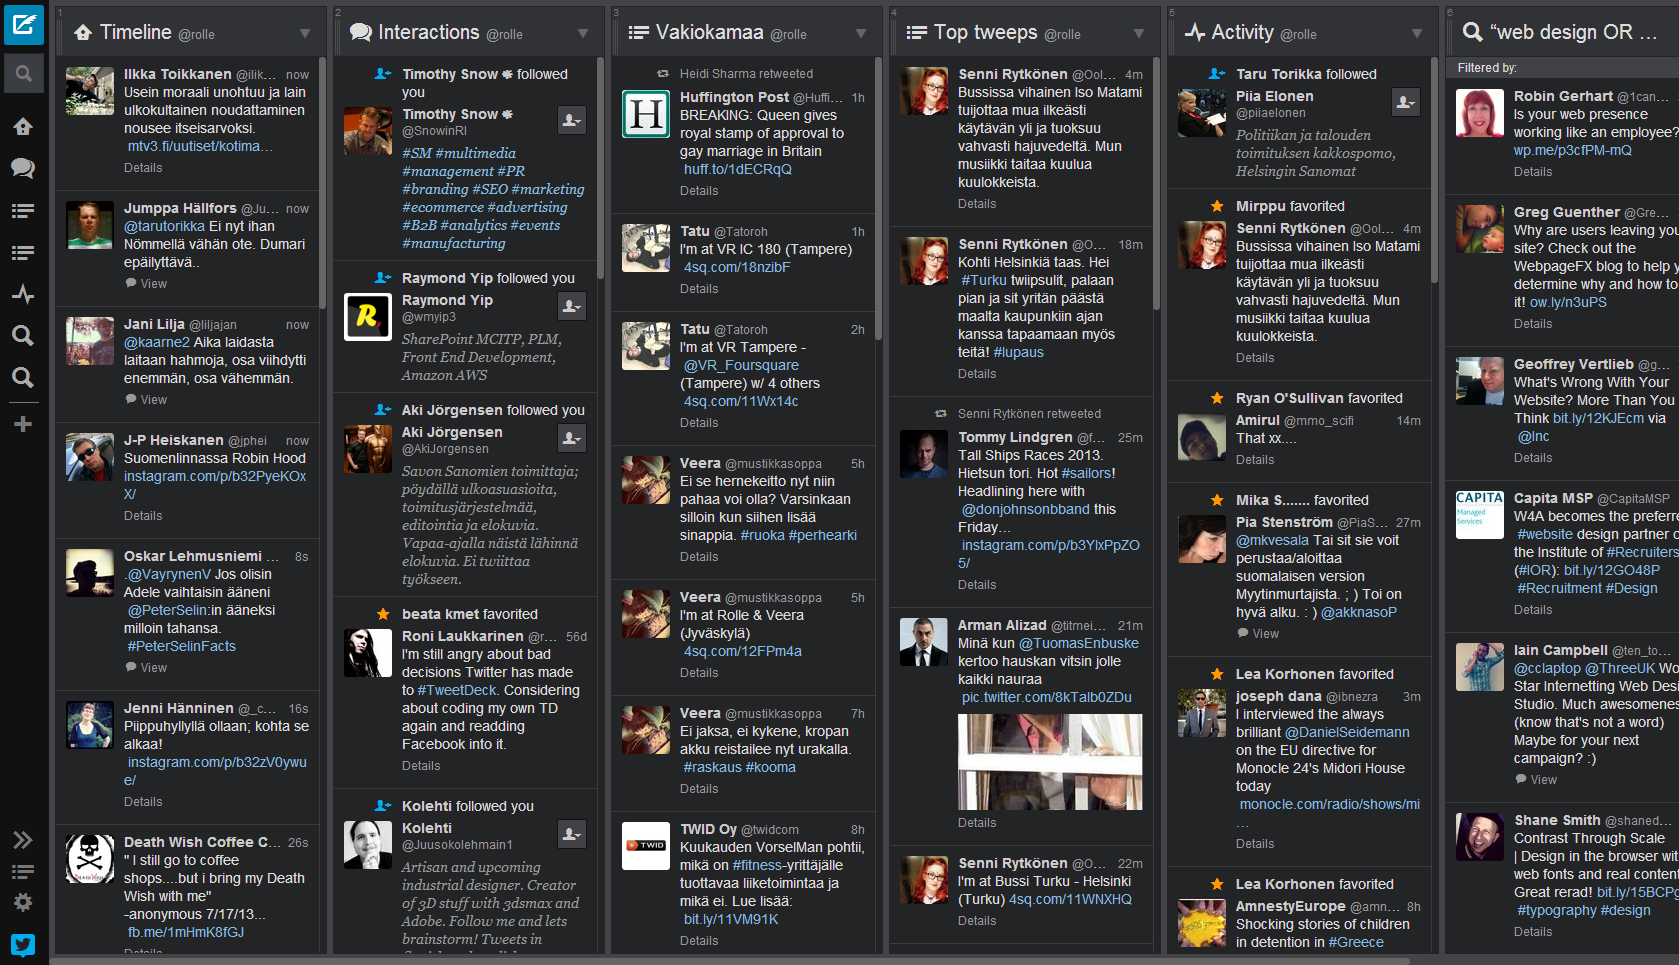 1
Timeline @rolle
Ilkka Toikkanen @ilik... now
Usein moraali unohtuu ja lain
ulkokultainen noudattaminen
nousee itseisarvoksi.
mtv3.fi/uutiset/kotima...
Details
Jumppa Hällfors @Ju... now
@tarutorikka Ei nyt ihan
Nömmellä vähän ote. Dumari
epäilyttävä..
View
Jani Lilja @liljajan now
@kaarne2 Aika laidasta
laitaan hahmoja, osa viihdytti
enemmän, osa vähemmän.
View
J-P Heiskanen @jphei now
Suomenlinnassa Robin Hood
instagram.com/p/b32PyeKOx
X/
Details
Oskar Lehmusniemi ... 8s
.@VayrynenV Jos olisin
Adele vaihtaisin ääneni
@PeterSelin:in ääneksi
milloin tahansa.
#PeterSelinFacts
View
Jenni Hänninen @_c... 16s
Piippuhyllyllä ollaan; kohta se
alkaa!
instagram.com/p/b32zV0ywu
e/
Details
Death Wish Coffee C... 26s
" I still go to coffee
shops....but i bring my Death
Wish with me"
-anonymous 7/17/13...
fb.me/1mHmK8fGJ
Details
2
Interactions @rolle
Timothy Snow ❄ followed
you
Timothy Snow ❄
@SnowinRI
#SM #multimedia
#management #PR
#branding #SEO #marketing
#ecommerce #advertising
#B2B #analytics #events
#manufacturing
Raymond Yip followed you
Raymond Yip
@wmyip3
SharePoint MCITP, PLM,
Front End Development,
Amazon AWS
Aki Jörgensen followed you
Aki Jörgensen
@AkiJorgensen
Savon Sanomien toimittaja;
pöydällä ulkoasuasioita,
toimitusjärjestelmää,
editointia ja elokuvia.
Vapaa-ajalla näistä lähinnä
elokuvia. Ei twiittaa
työkseen.
beata kmet favorited
Roni Laukkarinen @r... 56d
I'm still angry about bad
decisions Twitter has made
to #TweetDeck. Considering
about coding my own TD
again and readding
Facebook into it.
Details
Kolehti followed you
Kolehti
@Juusokolehmain1
Artisan and upcoming
industrial designer. Creator
of 3D stuff with 3dsmax and
Adobe. Follow me and lets
brainstorm! Tweets in
3
Vakiokamaa @rolle
Heidi Sharma retweeted
Huffington Post @Huffi... 1h
BREAKING: Queen gives
royal stamp of approval to
gay marriage in Britain
huff.to/1dECRqQ
Details
Tatu @Tatoroh 1h
I'm at VR IC 180 (Tampere)
4sq.com/18nzibF
Details
Tatu @Tatoroh 2h
I'm at VR Tampere -
@VR_Foursquare
(Tampere) w/ 4 others
4sq.com/11Wx14c
Details
Veera @mustikkasoppa 5h
Ei se hernekeitto nyt niin
pahaa voi olla? Varsinkaan
silloin kun siihen lisää
sinappia. #ruoka #perhearki
Details
Veera @mustikkasoppa 5h
I'm at Rolle & Veera
(Jyväskylä)
4sq.com/12FPm4a
Details
Veera @mustikkasoppa 7h
Ei jaksa, ei kykene, kropan
akku reistailee nyt urakalla.
#raskaus #kooma
Details
TWID
TWID Oy @twidcom 8h
Kuukauden VorselMan pohtii,
mikä on #fitness-yrittäjälle
tuottavaa liiketoimintaa ja
mikä ei. Lue lisää:
bit.ly/11VM91K
Details
4
Top tweeps @rolle
Senni Rytkönen @Ool... 4m
Bussissa vihainen Iso Matami
tuijottaa mua ilkeästi
käytävän yli ja tuoksuu
vahvasti hajuvedeltä. Mun
musiikki taitaa kuulua
kuulokkeista.
Details
Senni Rytkönen @O... 18m
Kohti Helsinkiä taas. Hei
#Turku twiipsulit, palaan
pian ja sit yritän päästä
maalta kaupunkiin ajan
kanssa tapaamaan myös
teitä! #lupaus
Details
Senni Rytkönen retweeted
Tommy Lindgren @f... 25m
Tall Ships Races 2013.
Hietsun tori. Hot #sailors!
Headlining here with
@donjohnsonbband this
Friday...
instagram.com/p/b3YlxPpZO
5/
Details
Arman Alizad @titmei... 21m
Minä kun @TuomasEnbuske
kertoo hauskan vitsin jolle
kaikki nauraa
pic.twitter.com/8kTalb0ZDu
Details
Senni Rytkönen @O... 22m
I'm at Bussi Turku - Helsinki
(Turku) 4sq.com/11WNXHQ
Details
5
Activity @rolle
Taru Torikka followed
Piia Elonen
@piiaelonen
Politiikan ja talouden
toimituksen kakkospomo,
Helsingin Sanomat
Mirppu favorited
Senni Rytkönen @Ool... 4m
Bussissa vihainen Iso Matami
tuijottaa mua ilkeästi
käytävän yli ja tuoksuu
vahvasti hajuvedeltä. Mun
musiikki taitaa kuulua
kuulokkeista.
Details
Ryan O'Sullivan favorited
Amirul @mmo_scifi 14m
That xx....
Details
Mika S....... favorited
Pia Stenström @PiaS... 27m
@mkvesala Tai sit sie voit
perustaa/aloittaa
suomalaisen version
Myytinmurtajista. ; ) Toi on
hyvä alku. : ) @akknasoP
View
Lea Korhonen favorited
joseph dana @ibnezra 3m
I interviewed the always
brilliant @DanielSeidemann
on the EU directive for
Monocle 24's Midori House
today
monocle.com/radio/shows/mi
...
Details
Lea Korhonen favorited
AmnestyEurope @amn... 8h
Shocking stories of children
in detention in #Greece
6
“web design OR ...
Filtered by:
Robin Gerhart @1can...
Is your web presence
working like an employee?
wp.me/p3cfPM-mQ
Details
Greg Guenther @Gre...
Why are users leaving you
site? Check out the
WebpageFX blog to help y
determine why and how to
it! ow.ly/n3uPS
Details
Geoffrey Vertlieb @g...
What's Wrong With Your
Website? More Than You
Think bit.ly/12KJEcm via
@Inc
Details
CAPITA
Managed
Services
Capita MSP @CapitaMSP
W4A becomes the preferre
#website design partner o
the Institute of #Recruiters
(#IOR): bit.ly/12GO48P
#Recruitment #Design
Details
Iain Campbell @ten_to...
@cclaptop @ThreeUK Wo
Star Internetting Web Desi
Studio. Much awesomenes
(know that's not a word)
Maybe for your next
campaign? :)
View
Shane Smith @shaned...
Contrast Through Scale
| Design in the browser wit
web fonts and real content
Great rerad! bit.ly/15BCPg
#typography #design
Details